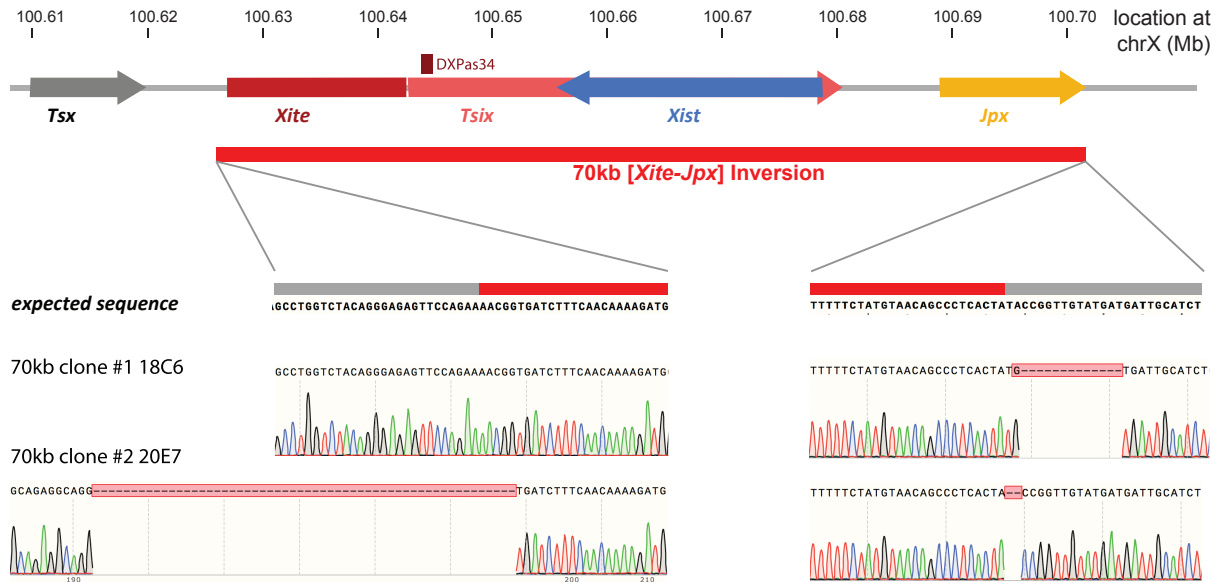 100.61 100.62 100.63 100.64 100.65 100.66 100.67 100.68 100.69 100.70 location at
chrX (Mb)
DXPas34
Tsx Xite Tsix Xist Jpx
70kb [Xite-Jpx] Inversion
expected sequence
GCCTGGTCTACAGGGAGAGTTCCAGAAAACGGTGATCTTTCAACAAAAGATG TTTTTCTATGTAACAGCCCTCACTATACCGGTTGTATGATGATTGCATCT
70kb clone #1 18C6
GCCTGGTCTACAGGGAGAGTTCCAGAAAACGGTGATCTTTCAACAAAAGATG TTTTTCTATGTAACAGCCCTCACTATG-------------TGATTGCATCT
70kb clone #2 20E7
GCAGAGGCAGG--------------------------------------------------------TGATCTTTCAACAAAAGATG TTTTTCTATGTAACAGCCCTCACTA--CCGGTTGTATGATGATTGCATCT
190 200 210